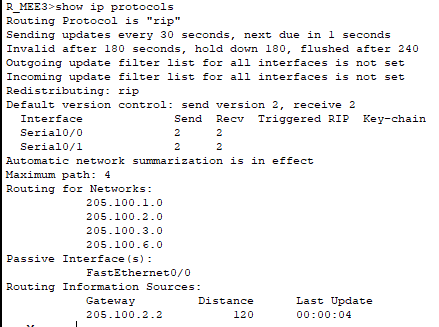 R_MEE3>show ip protocols
Routing Protocol is "rip"
Sending updates every 30 seconds, next due in 1 seconds
Invalid after 180 seconds, hold down 180, flushed after 240
Outgoing update filter list for all interfaces is not set
Incoming update filter list for all interfaces is not set
Redistributing: rip
Default version control: send version 2, receive 2
Interface Send Recv Triggered RIP Key-chain
Serial0/0 2 2
Serial0/1 2 2
Automatic network summarization is in effect
Maximum path: 4
Routing for Networks:
205.100.1.0
205.100.2.0
205.100.3.0
205.100.6.0
Passive Interface(s):
FastEthernet0/0
Routing Information Sources:
Gateway Distance Last Update
205.100.2.2 120 00:00:04